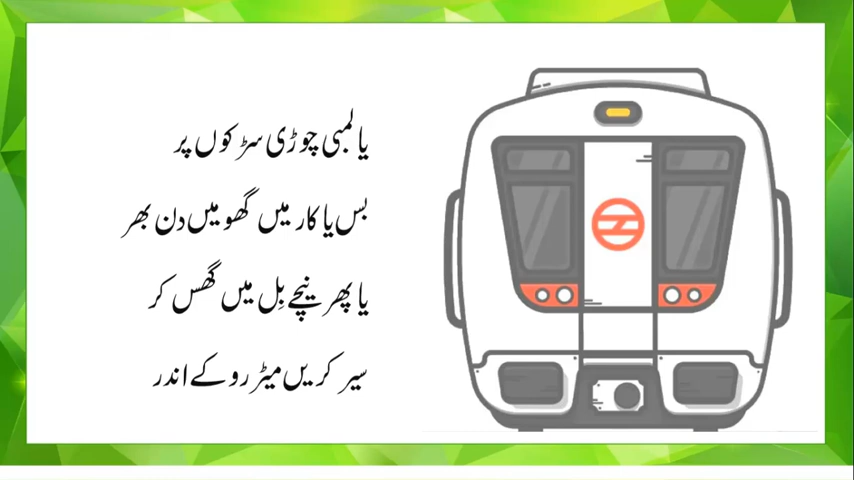 یا لمبی چوڑی سڑکوں پر
بس یا کار میں گھومیں دن بھر
یا پھر نیچے بِل میں گھس کر
سیر کریں میٹرو کے اندر